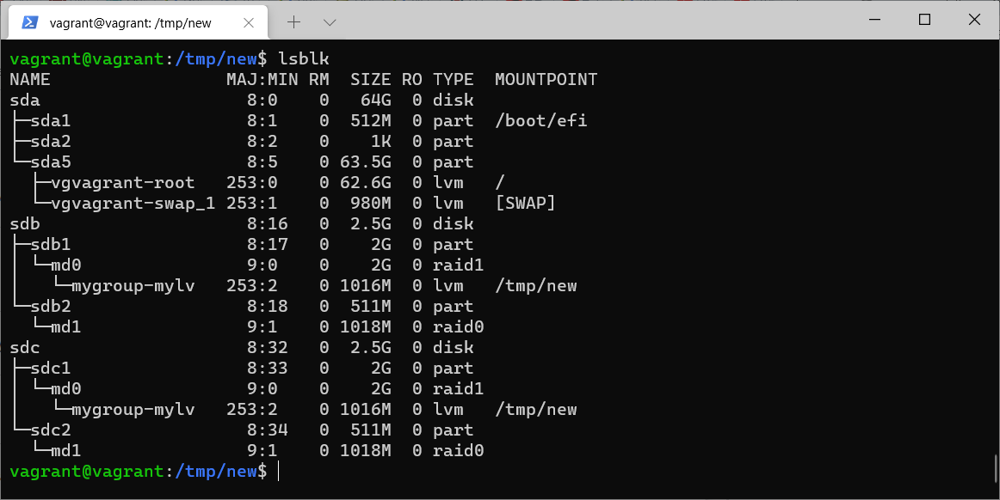 vagrant@vagrant: /tmp/new
vagrant@vagrant:/tmp/new$ lsblk
NAME                 MAJ:MIN RM   SIZE RO TYPE  MOUNTPOINT
sda                    8:0    0    64G  0 disk
├─sda1                 8:1    0   512M  0 part  /boot/efi
├─sda2                 8:2    0     1K  0 part
└─sda5                 8:5    0  63.5G  0 part
  ├─vgvagrant-root   253:0    0  62.6G  0 lvm   /
  └─vgvagrant-swap_1 253:1    0   980M  0 lvm   [SWAP]
sdb                    8:16   0   2.5G  0 disk
├─sdb1                 8:17   0     2G  0 part
│ └─md0                9:0    0     2G  0 raid1
│   └─mygroup-mylv   253:2    0  1016M  0 lvm   /tmp/new
└─sdb2                 8:18   0   511M  0 part
  └─md1                9:1    0  1018M  0 raid0
sdc                    8:32   0   2.5G  0 disk
├─sdc1                 8:33   0     2G  0 part
│ └─md0                9:0    0     2G  0 raid1
│   └─mygroup-mylv   253:2    0  1016M  0 lvm   /tmp/new
└─sdc2                 8:34   0   511M  0 part
  └─md1                9:1    0  1018M  0 raid0
vagrant@vagrant:/tmp/new$